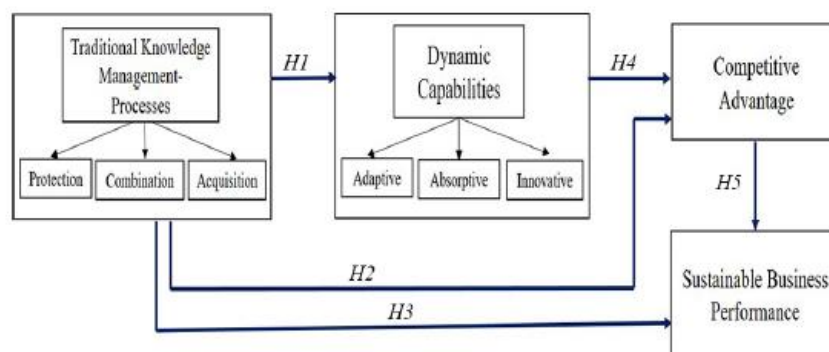 Traditional Knowledge
Management-
Processes
Protection
Combination
Acquisition
H1
Dynamic
Capabilities
Adaptive
Absorptive
Innovative
H4
Competitive
Advantage
H5
H2
H3
Sustainable Business
Performance